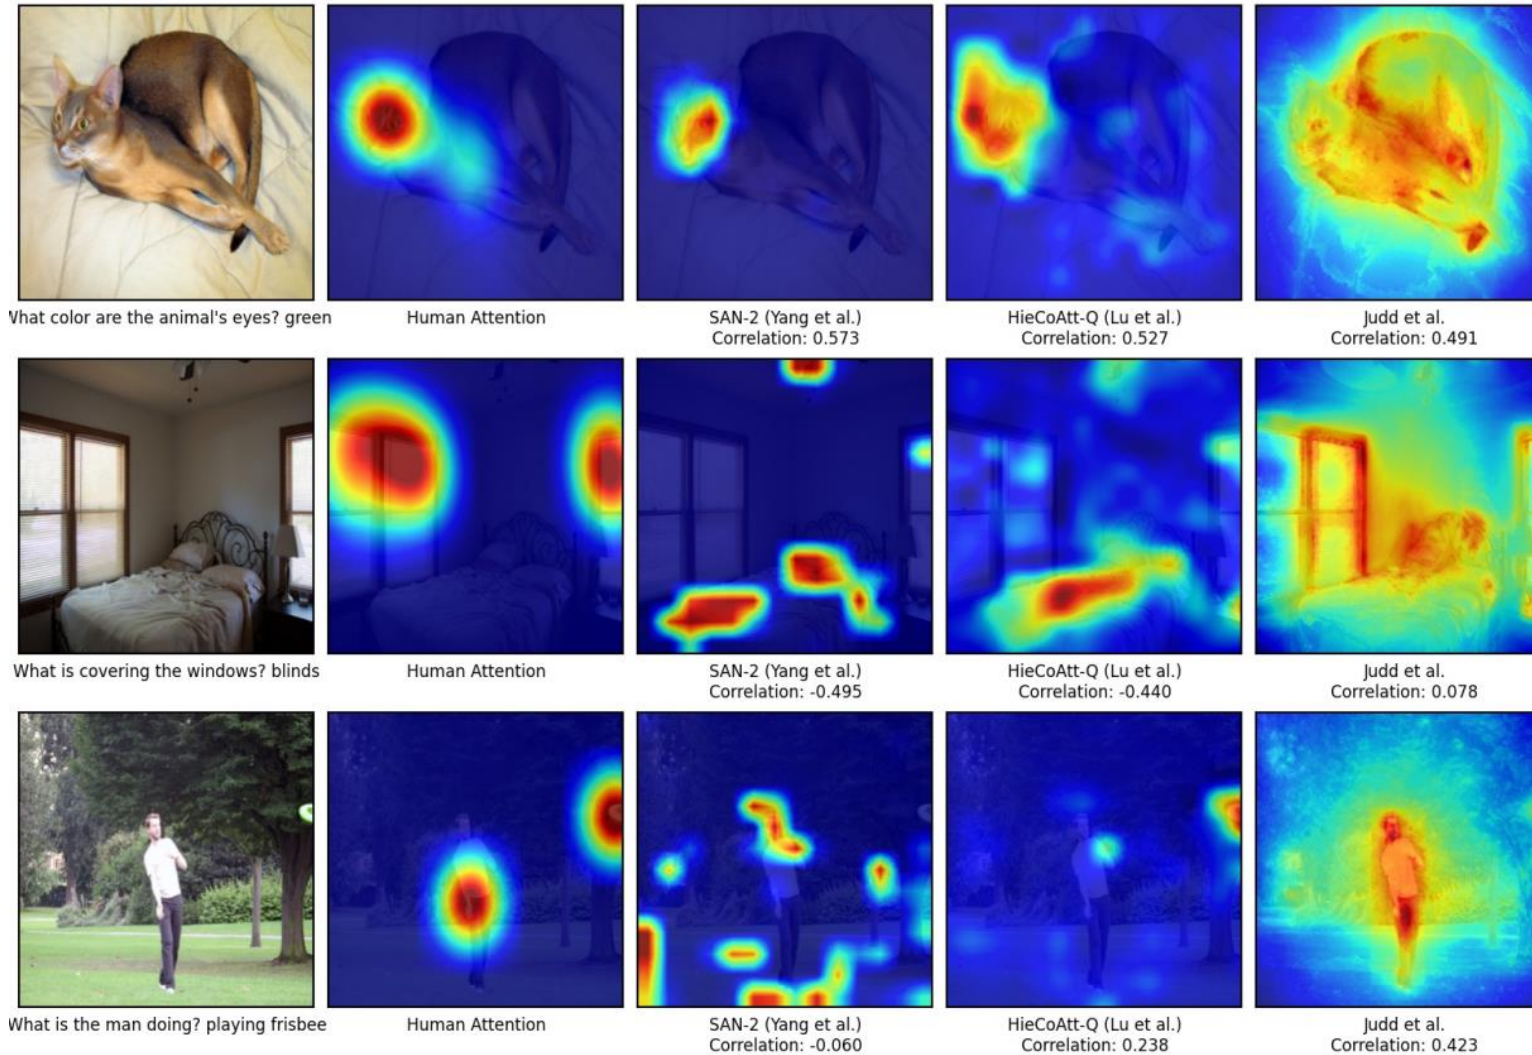 What color are the animal's eyes? green
Human Attention
SAN-2 (Yang et al.)
Correlation: 0.573
HieCoAtt-Q (Lu et al.)
Correlation: 0.527
Judd et al.
Correlation: 0.491
What is covering the windows? blinds
Human Attention
SAN-2 (Yang et al.)
Correlation: -0.495
HieCoAtt-Q (Lu et al.)
Correlation: -0.440
Judd et al.
Correlation: 0.078
What is the man doing? playing frisbee
Human Attention
SAN-2 (Yang et al.)
Correlation: -0.060
HieCoAtt-Q (Lu et al.)
Correlation: 0.238
Judd et al.
Correlation: 0.423